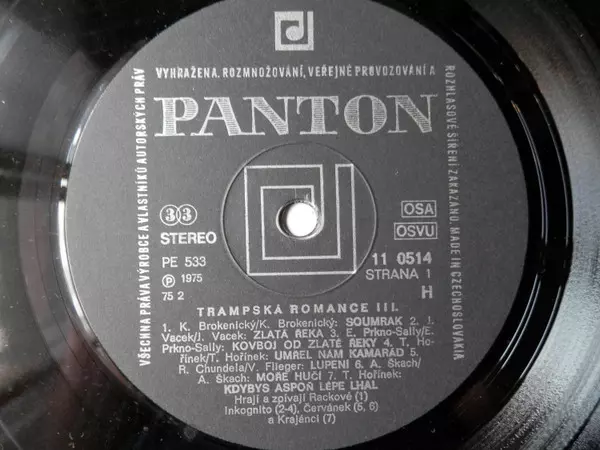 VŠECHNA PRÁVA VÝROBCE A VLASTNÍKŮ AUTORSKÝCH PRÁV
VYHRAŽENA. ROZMNOŽOVÁNÍ, VEŘEJNÉ PROVOZOVÁNÍ A
ROZHLASOVÉ ŠÍŘENÍ ZAKÁZÁNO. MADE IN CZECHOSLOVAKIA
PANTON
33
STEREO
PE 533
Ⓟ 1975
75 2
OSA
OSVU
11 0514
STRANA 1
H
TRAMPSKÁ ROMANCE III.
1. K. Brokenický/K. Brokenický: SOUMRAK 2. J.
Vacek/J. Vacek: ZLATÁ ŘEKA 3. E. Prkno-Sally/E.
Prkno-Sally: KOVBOJ OD ZLATÉ ŘEKY 4. T. Ho-
řínek/T. Hořínek: UMŘEL NÁM KAMARÁD 5.
R. Chundela/V. Flieger: LUPENÍ 6. A. Škach/
A. Škach: MOŘE HUČÍ 7. T. Hořínek:
KDYBYS ASPOŇ LÉPE LHAL
Hrají a zpívají Rackové (1)
Inkognito (2-4), Červánek (5, 6)
a Krajánci (7)